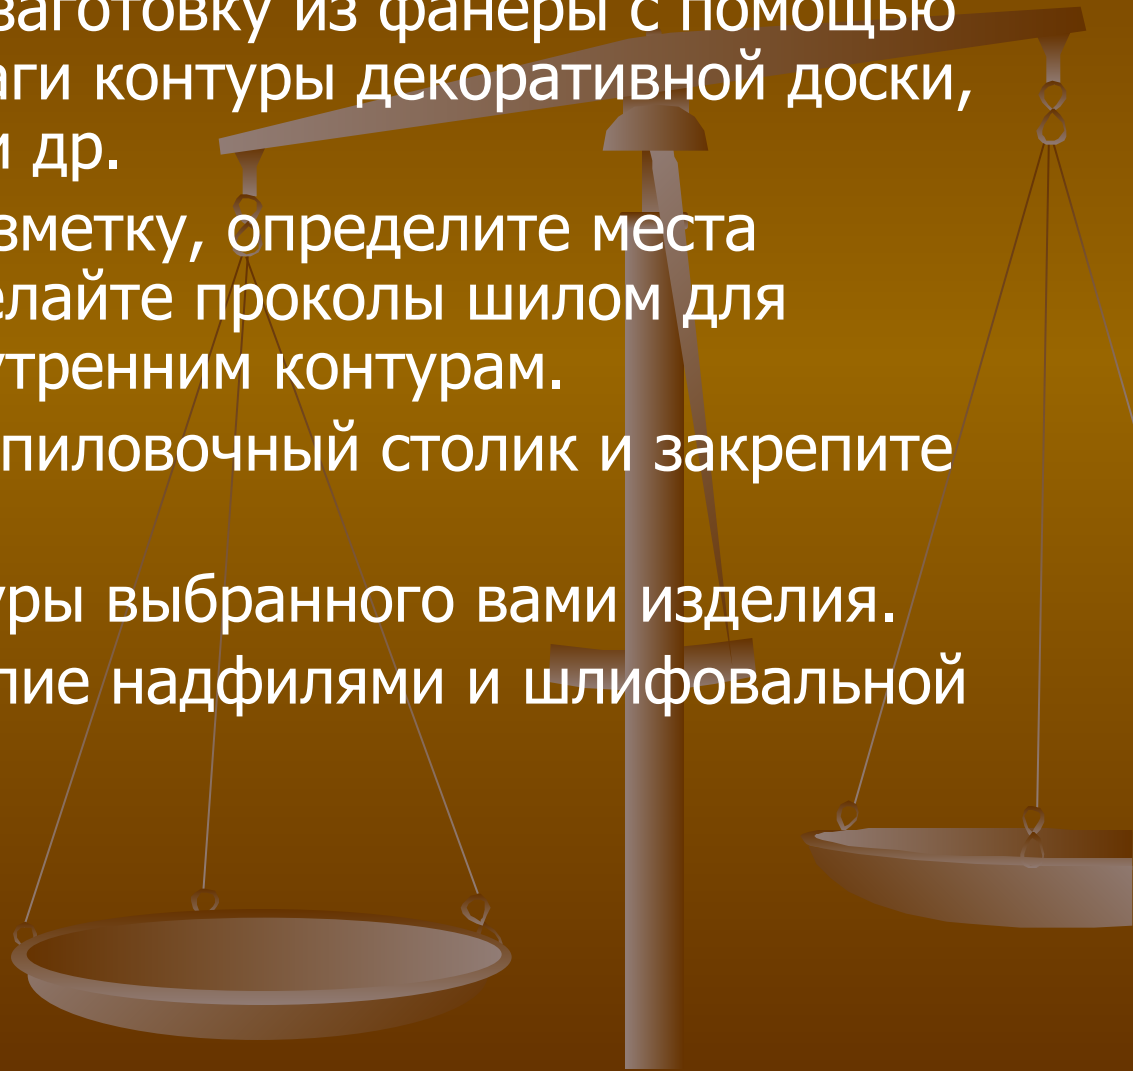 заготовку из фанеры с помощью
аги контуры декоративной доски,
и др.
зметку, определите места
елайте проколы шилом для
утренним контурам.
пиловочный столик и закрепите
уры выбранного вами изделия.
лие надфилями и шлифовальной